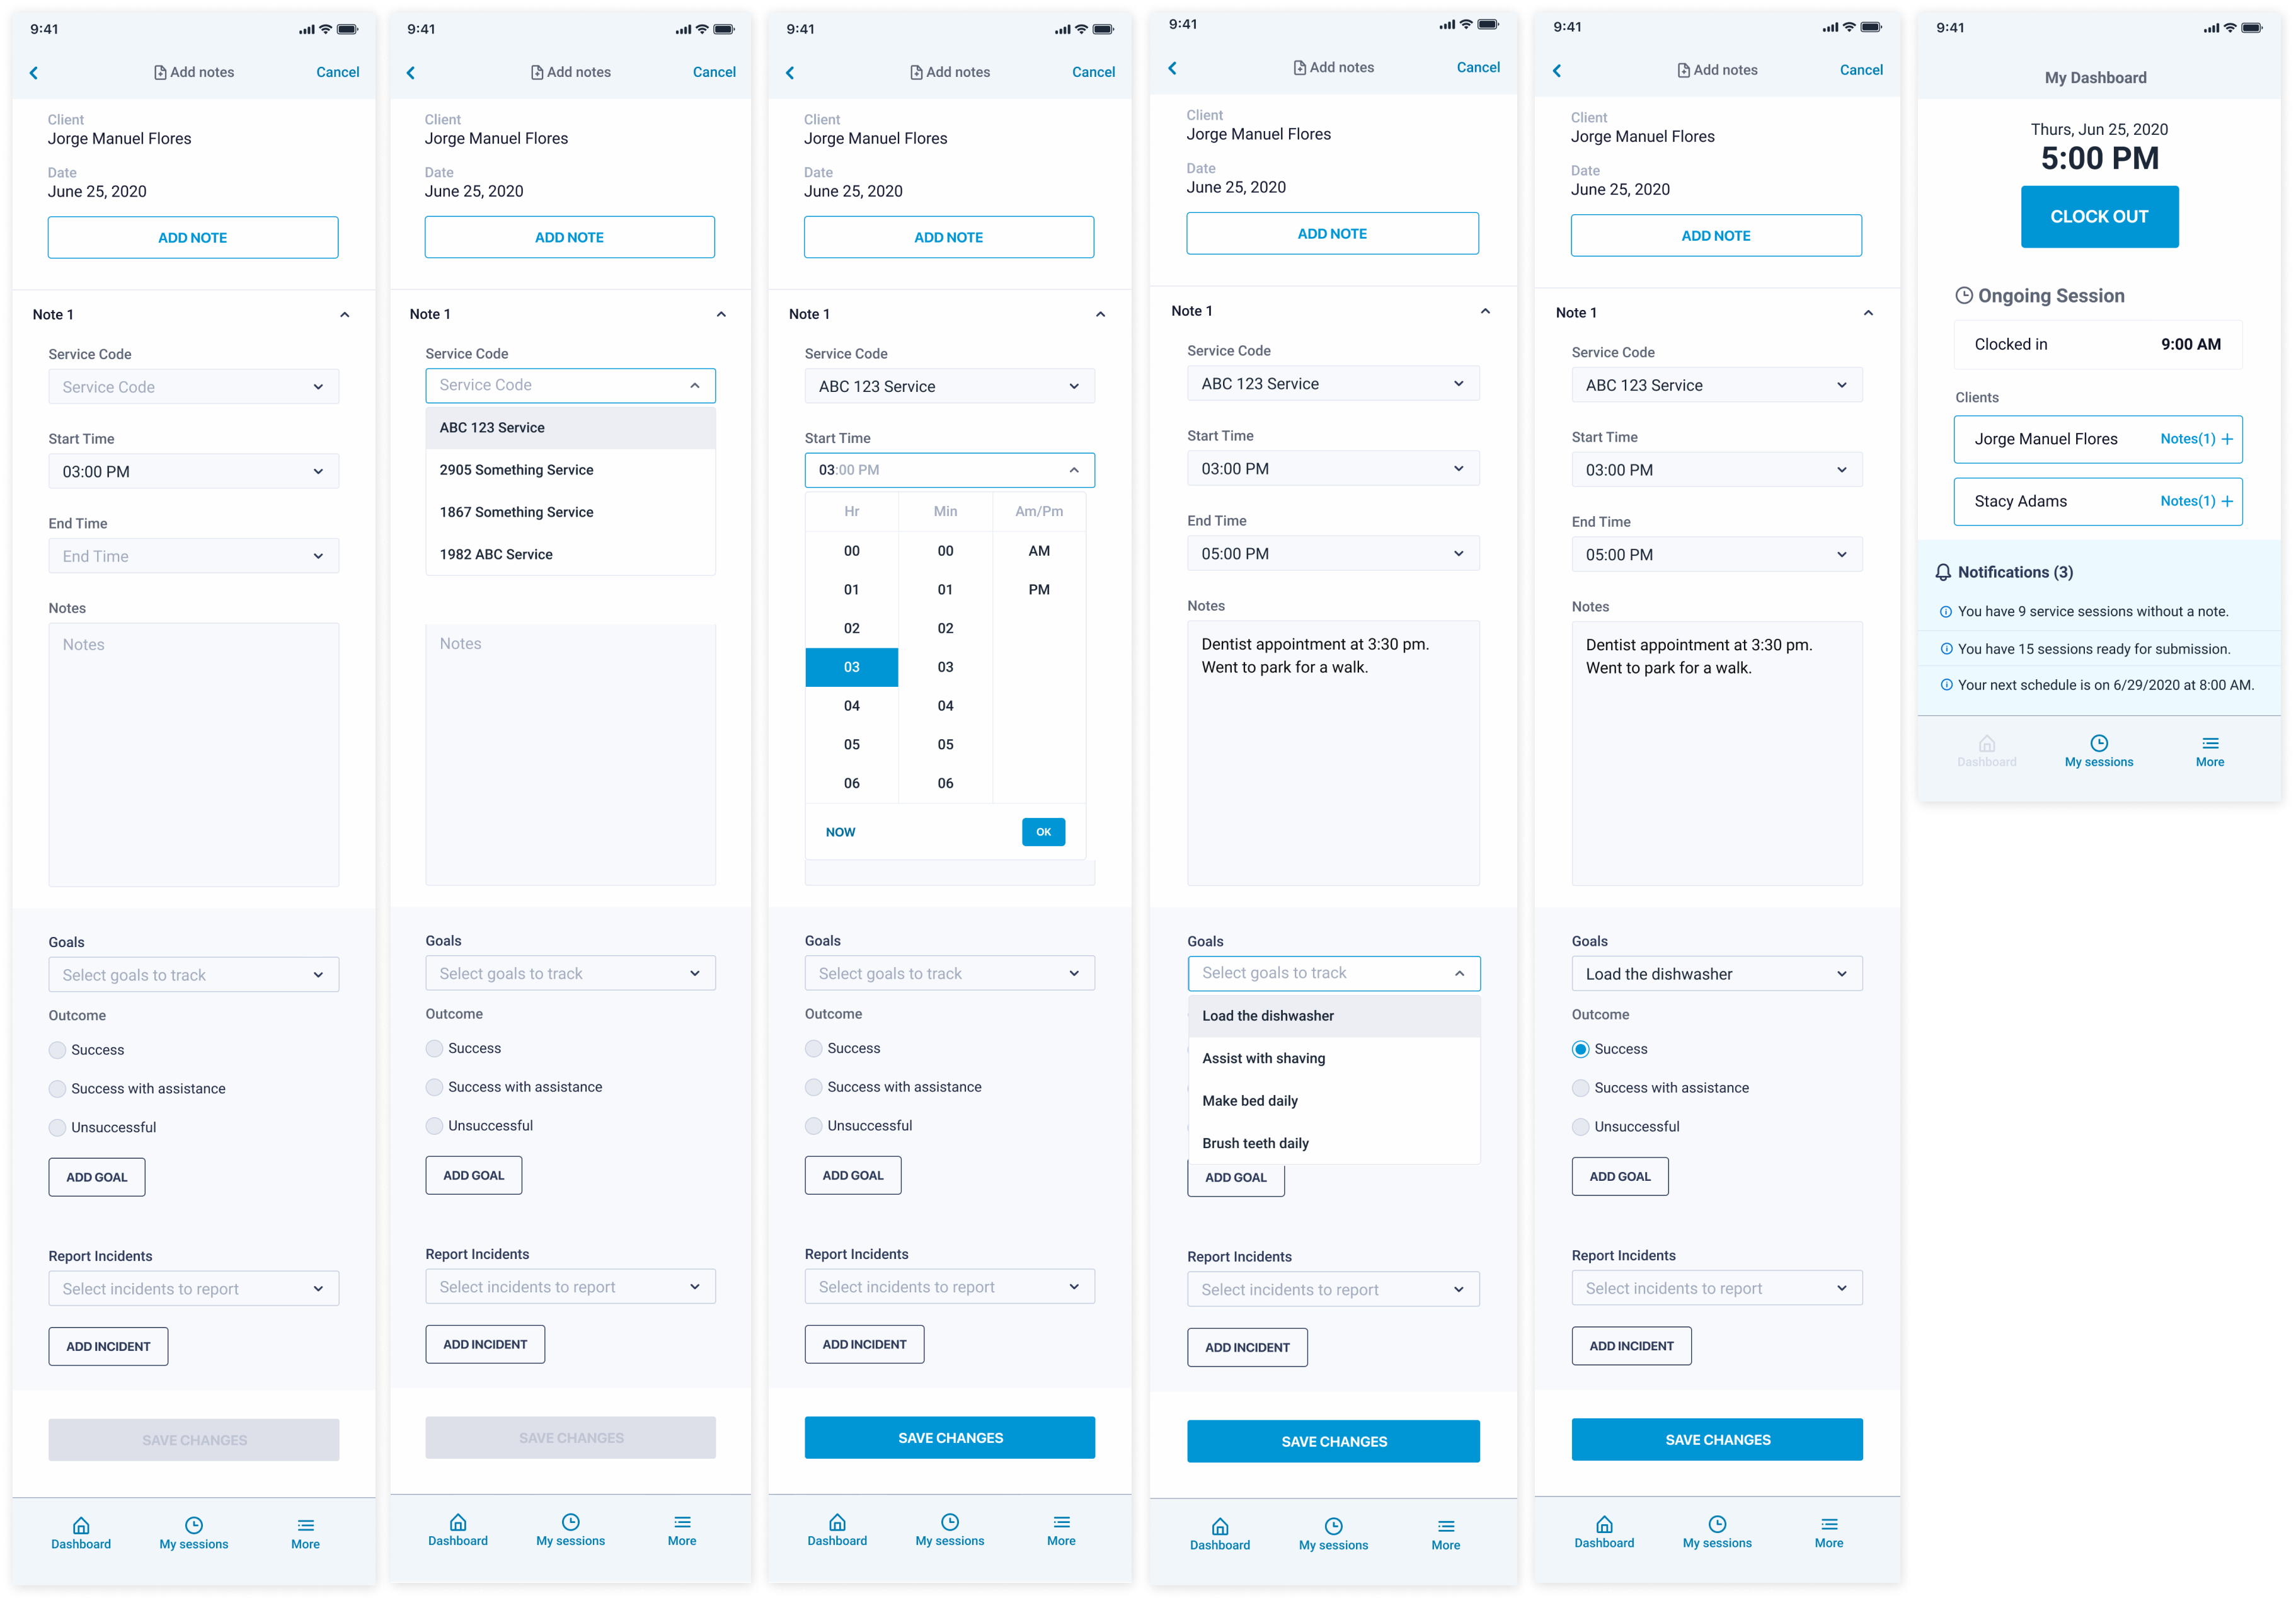 9:41
Add notes
Cancel
Client
Jorge Manuel Flores
Date
June 25, 2020
ADD NOTE
Note 1
Service Code
Service Code
Start Time
03:00 PM
End Time
End Time
Notes
Notes
Goals
Select goals to track
Outcome
Success
Success with assistance
Unsuccessful
ADD GOAL
Report Incidents
Select incidents to report
ADD INCIDENT
SAVE CHANGES
Dashboard
My sessions
More
9:41
Add notes
Cancel
Client
Jorge Manuel Flores
Date
June 25, 2020
ADD NOTE
Note 1
Service Code
Service Code
ABC 123 Service
2905 Something Service
1867 Something Service
1982 ABC Service
Notes
Goals
Select goals to track
Outcome
Success
Success with assistance
Unsuccessful
ADD GOAL
Report Incidents
Select incidents to report
ADD INCIDENT
SAVE CHANGES
Dashboard
My sessions
More
9:41
Add notes
Cancel
Client
Jorge Manuel Flores
Date
June 25, 2020
ADD NOTE
Note 1
Service Code
ABC 123 Service
Start Time
03:00 PM
Hr Min Am/Pm
00 00 AM
01 01 PM
02 02
03 03
04 04
05 05
06 06
NOW
OK
Goals
Select goals to track
Outcome
Success
Success with assistance
Unsuccessful
ADD GOAL
Report Incidents
Select incidents to report
ADD INCIDENT
SAVE CHANGES
Dashboard
My sessions
More
9:41
Add notes
Cancel
Client
Jorge Manuel Flores
Date
June 25, 2020
ADD NOTE
Note 1
Service Code
ABC 123 Service
Start Time
03:00 PM
End Time
05:00 PM
Notes
Dentist appointment at 3:30 pm.
Went to park for a walk.
Goals
Select goals to track
Load the dishwasher
Assist with shaving
Make bed daily
Brush teeth daily
ADD GOAL
Report Incidents
Select incidents to report
ADD INCIDENT
SAVE CHANGES
Dashboard
My sessions
More
9:41
Add notes
Cancel
Client
Jorge Manuel Flores
Date
June 25, 2020
ADD NOTE
Note 1
Service Code
ABC 123 Service
Start Time
03:00 PM
End Time
05:00 PM
Notes
Dentist appointment at 3:30 pm.
Went to park for a walk.
Goals
Load the dishwasher
Outcome
Success
Success with assistance
Unsuccessful
ADD GOAL
Report Incidents
Select incidents to report
ADD INCIDENT
SAVE CHANGES
Dashboard
My sessions
More
9:41
My Dashboard
Thurs, Jun 25, 2020
5:00 PM
CLOCK OUT
Ongoing Session
Clocked in 9:00 AM
Clients
Jorge Manuel Flores Notes(1) +
Stacy Adams Notes(1) +
Notifications (3)
You have 9 service sessions without a note.
You have 15 sessions ready for submission.
Your next schedule is on 6/29/2020 at 8:00 AM.
Dashboard
My sessions
More